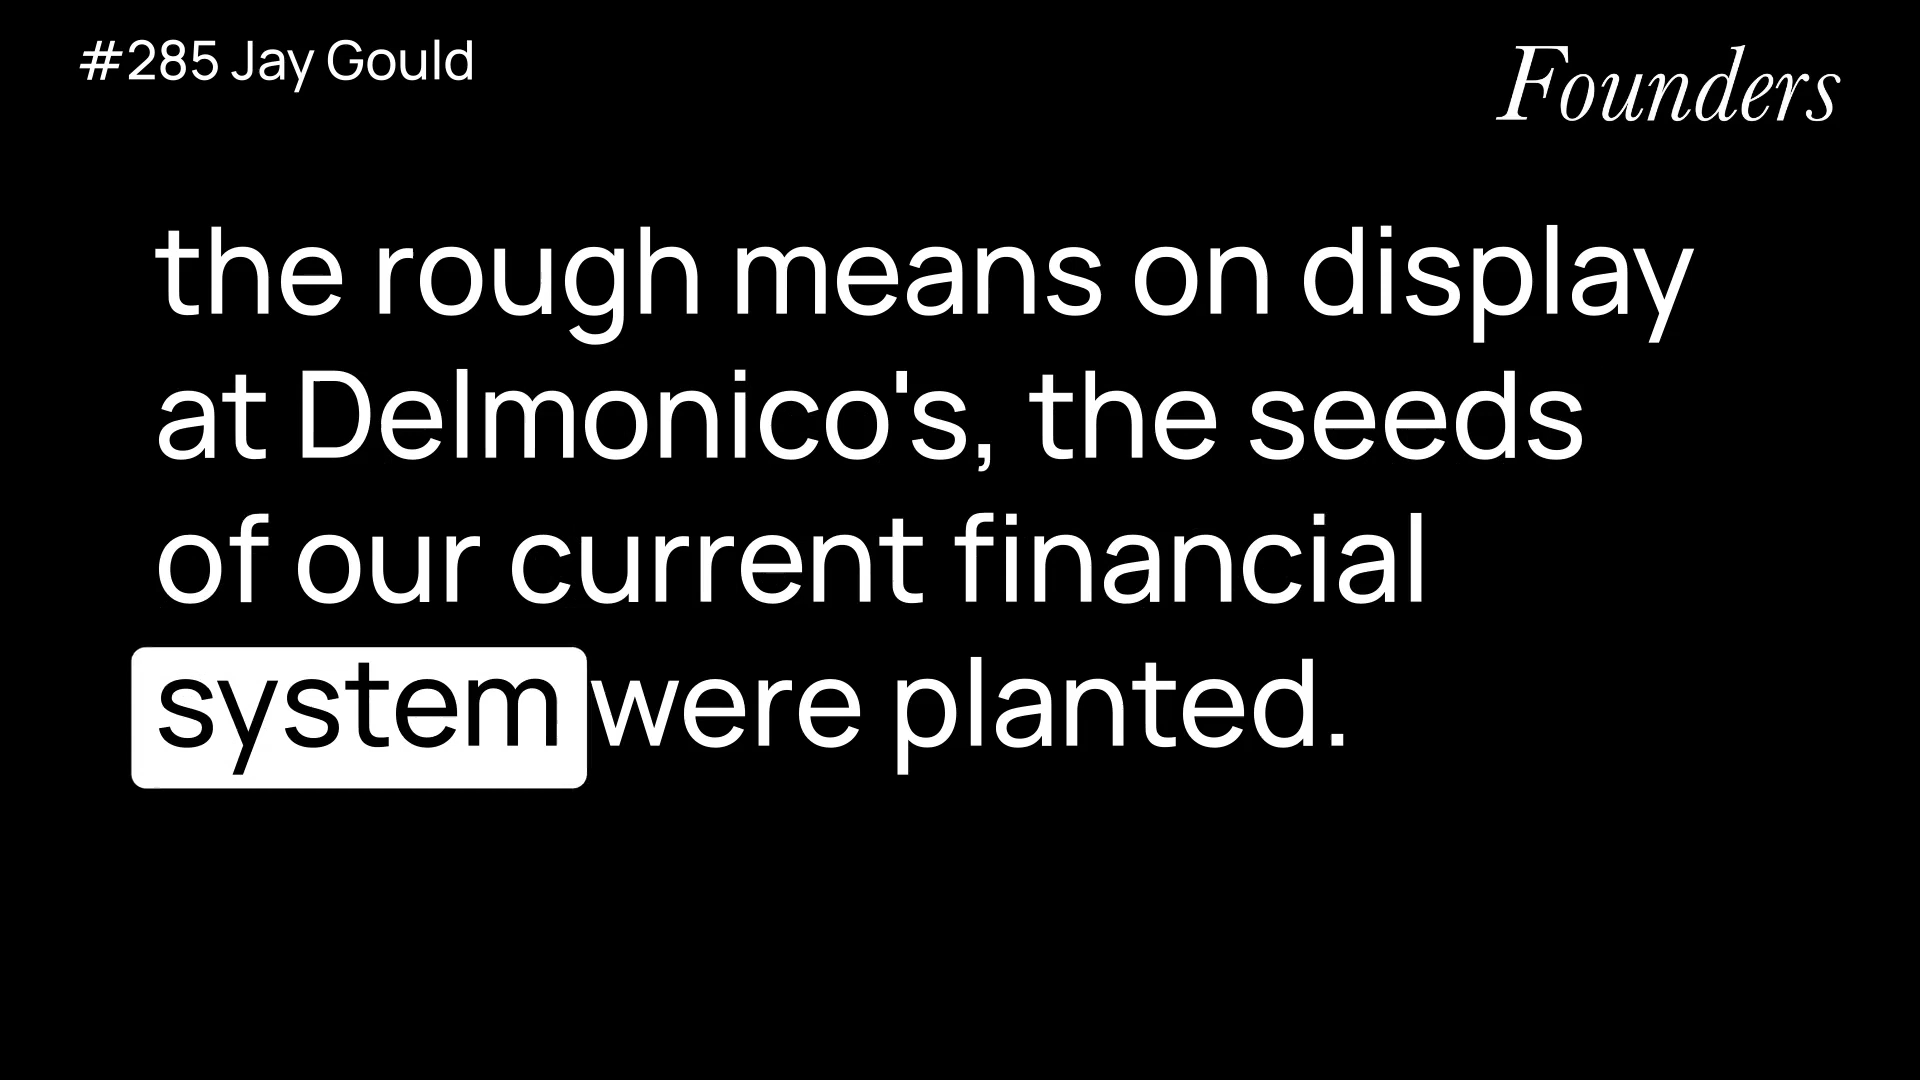 #285 Jay Gould
Founders
the rough means on display
at Delmonico's, the seeds
of our current financial
system were planted.